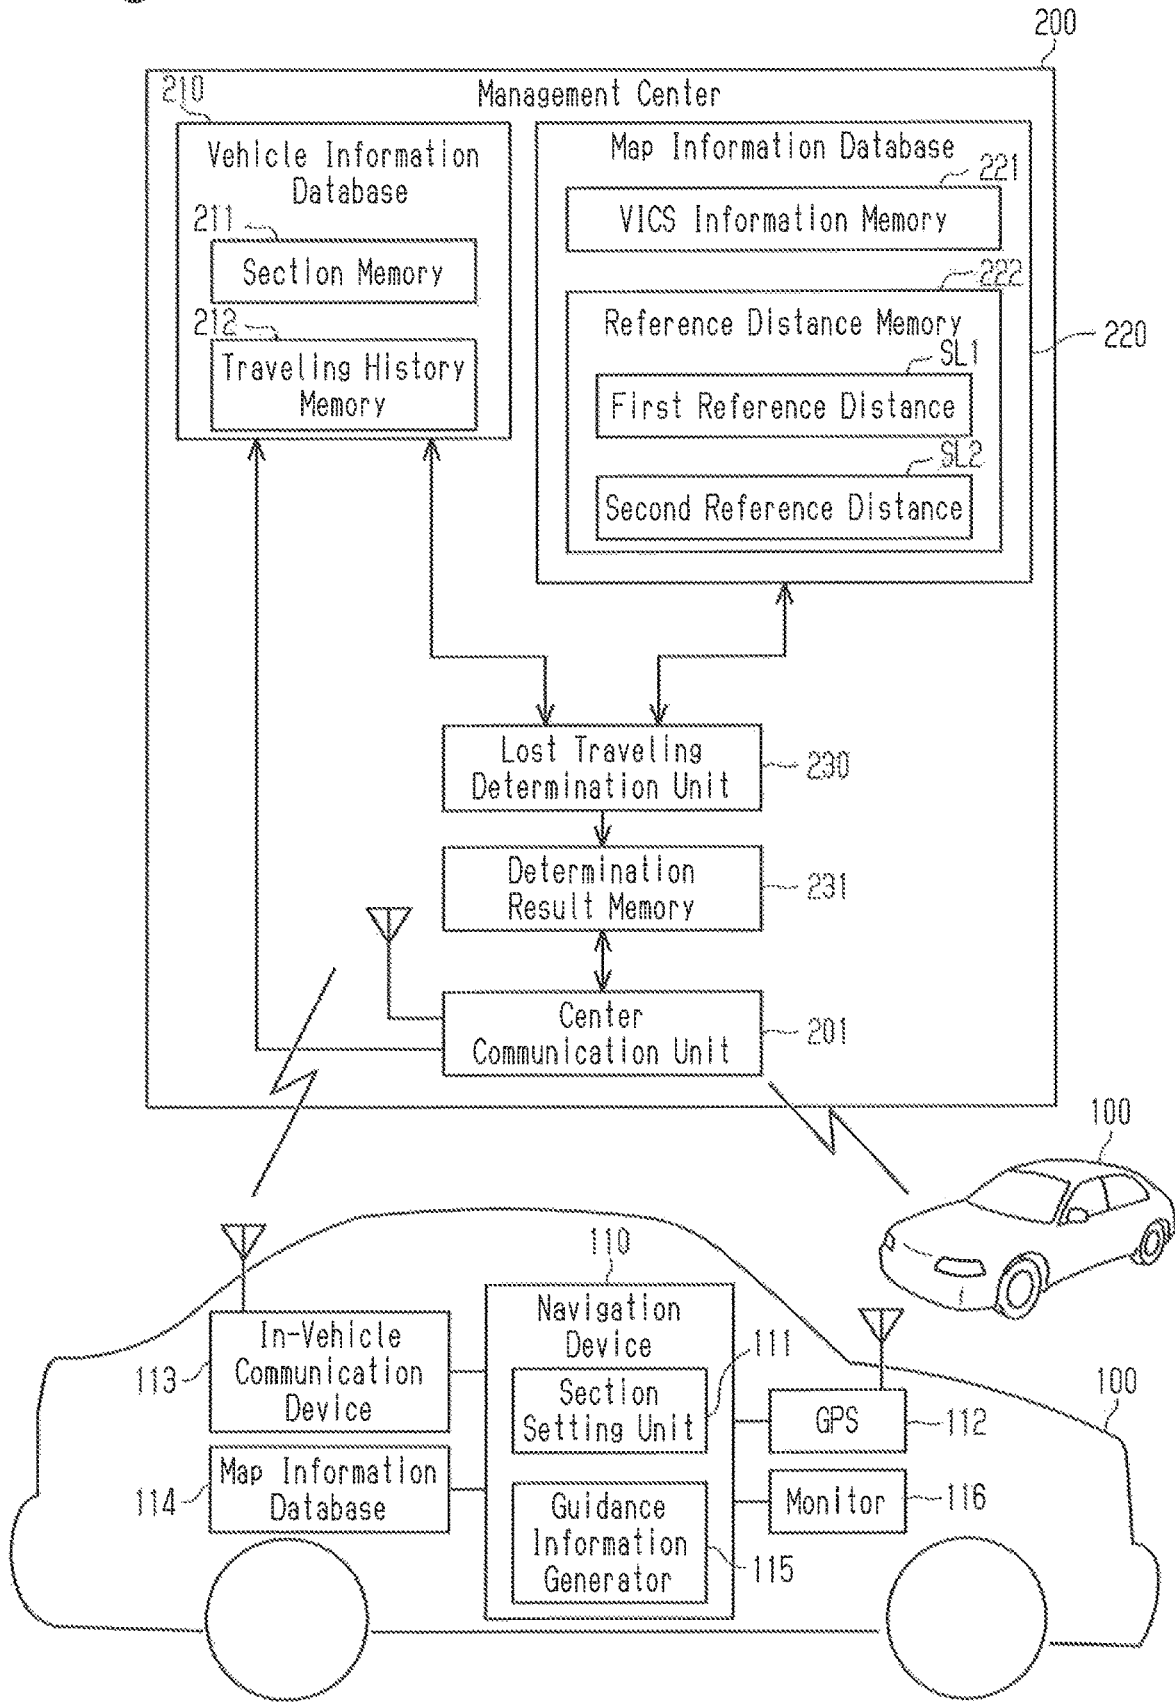 200
Management Center
210
Vehicle Information
Database
211
Section Memory
212
Traveling History
Memory
Map Information Database
221
VICS Information Memory
222
Reference Distance Memory
220
SL1
First Reference Distance
SL2
Second Reference Distance
Lost Traveling
Determination Unit
230
Determination
Result Memory
231
Center
Communication Unit
201
100
110
Navigation
Device
111
In-Vehicle
Communication
Device
113
Section
Setting Unit
GPS
112
100
Map Information
Database
114
Guidance
Information
Generator
115
Monitor
116